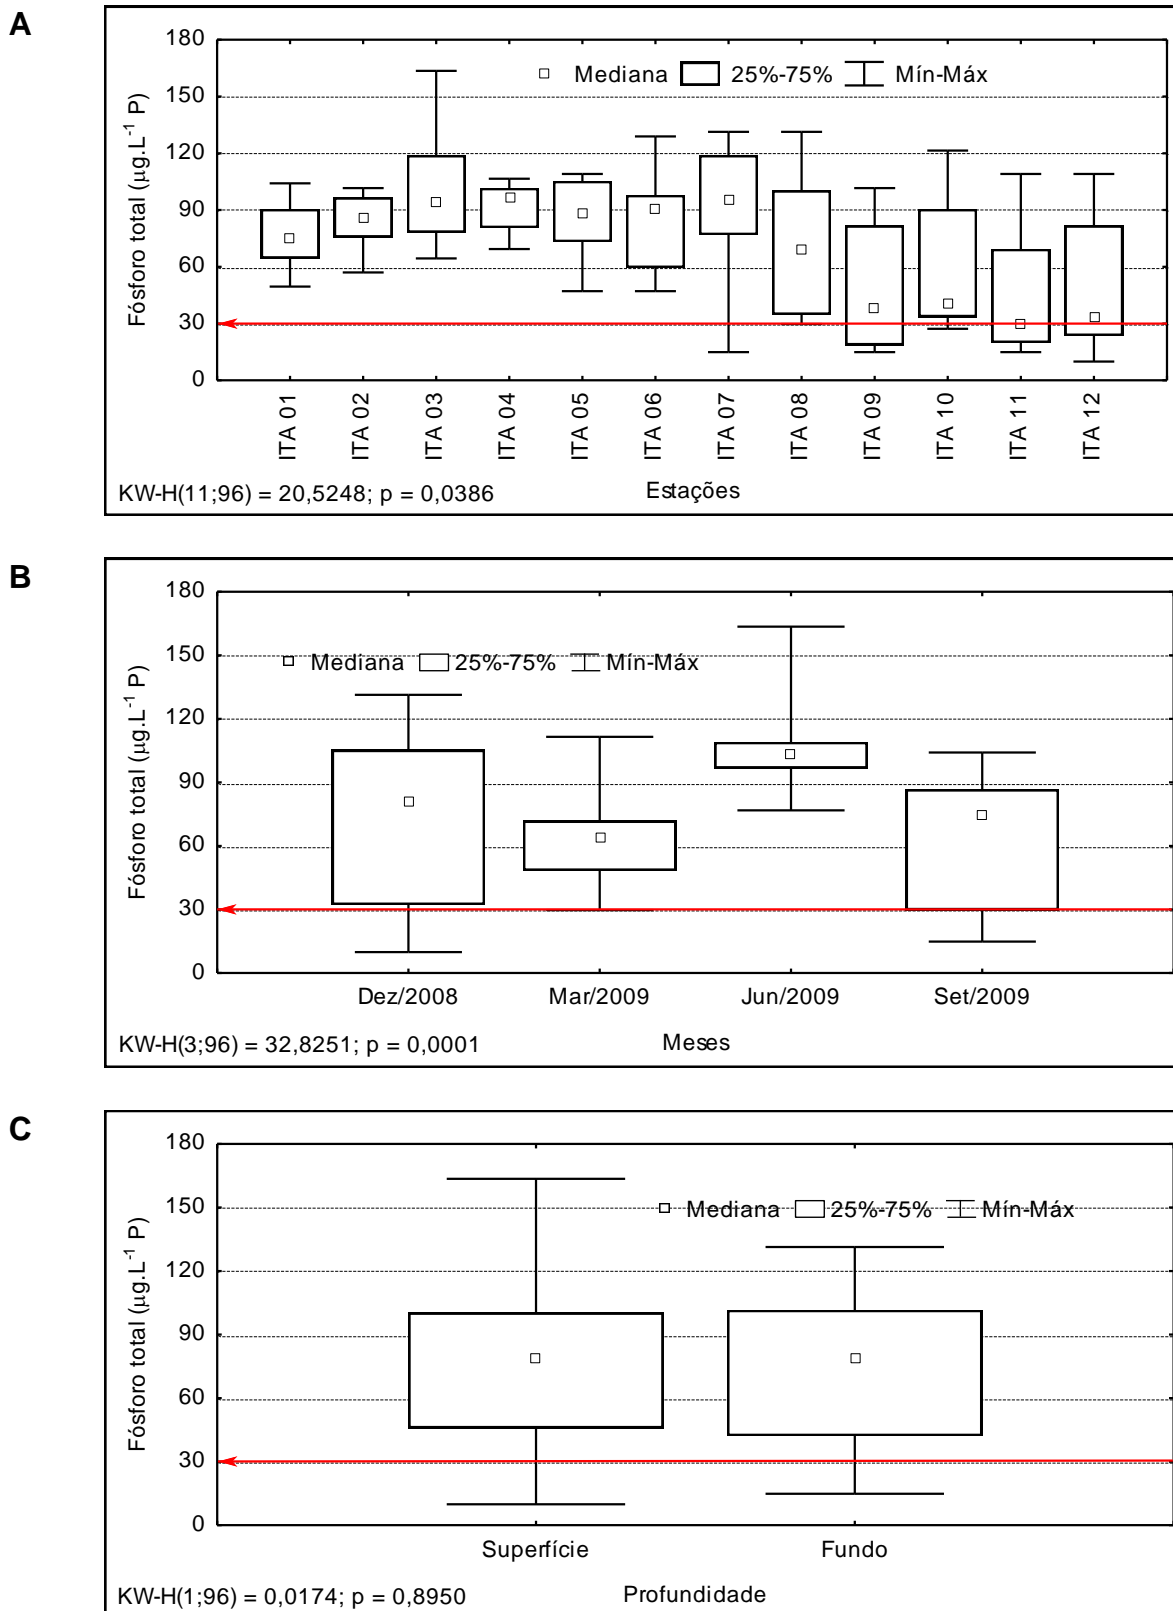 A
Fósforo total (µg.L-1 P)
180
150
120
90
60
30
0
Mediana 25%-75% Mín-Máx
ITA 01 ITA 02 ITA 03 ITA 04 ITA 05 ITA 06 ITA 07 ITA 08 ITA 09 ITA 10 ITA 11 ITA 12
Estações
KW-H(11;96) = 20,5248; p = 0,0386
B
Fósforo total (µg.L-1 P)
180
150
120
90
60
30
0
Mediana 25%-75% Mín-Máx
Dez/2008 Mar/2009 Jun/2009 Set/2009
Meses
KW-H(3;96) = 32,8251; p = 0,0001
C
Fósforo total (µg.L-1 P)
180
150
120
90
60
30
0
Mediana 25%-75% Mín-Máx
Superfície Fundo
Profundidade
KW-H(1;96) = 0,0174; p = 0,8950